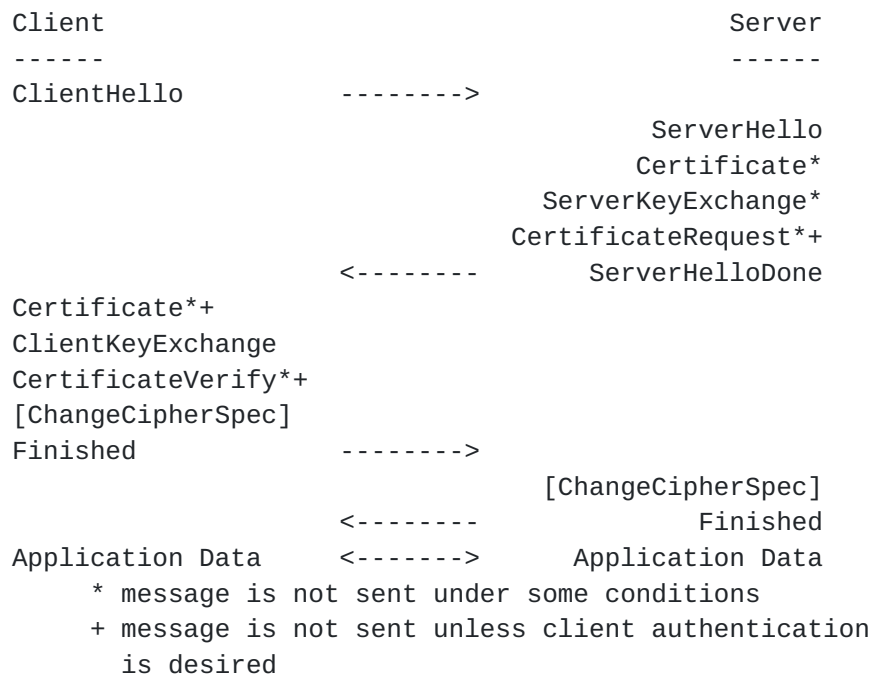 Client                                        Server
------                                        ------
ClientHello          -------->
                                         ServerHello
                                        Certificate*
                                  ServerKeyExchange*
                                CertificateRequest*+
                     <--------       ServerHelloDone
Certificate*+
ClientKeyExchange
CertificateVerify*+
[ChangeCipherSpec]
Finished             -------->
                                  [ChangeCipherSpec]
                     <--------              Finished
Application Data     <------->      Application Data
     * message is not sent under some conditions
     + message is not sent unless client authentication
       is desired